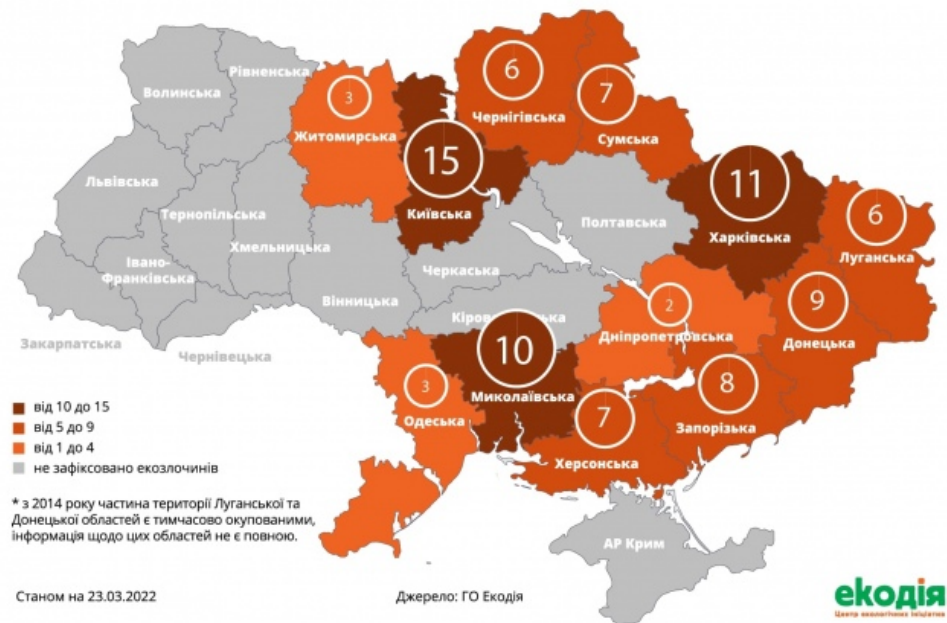 Волинська
Рівненська
3
Житомирська
6
Чернігівська
7
Сумська
15
Київська
11
Харківська
6
Луганська
Львівська
Тернопільська
Хмельницька
Івано-
Франківська
Вінницька
Черкаська
Полтавська
Закарпатська
Чернівецька
10
Миколаївська
2
Дніпропетровська
9
Донецька
8
Запорізька
7
Херсонська
3
Одеська
АР Крим
від 10 до 15
від 5 до 9
від 1 до 4
не зафіксовано екозлочинів
* з 2014 року частина території Луганської та
Донецької областей є тимчасово окупованими,
інформація щодо цих областей не є повною.
Станом на 23.03.2022
Джерело: ГО Екодія
екодія
Центр екологічних ініціатив